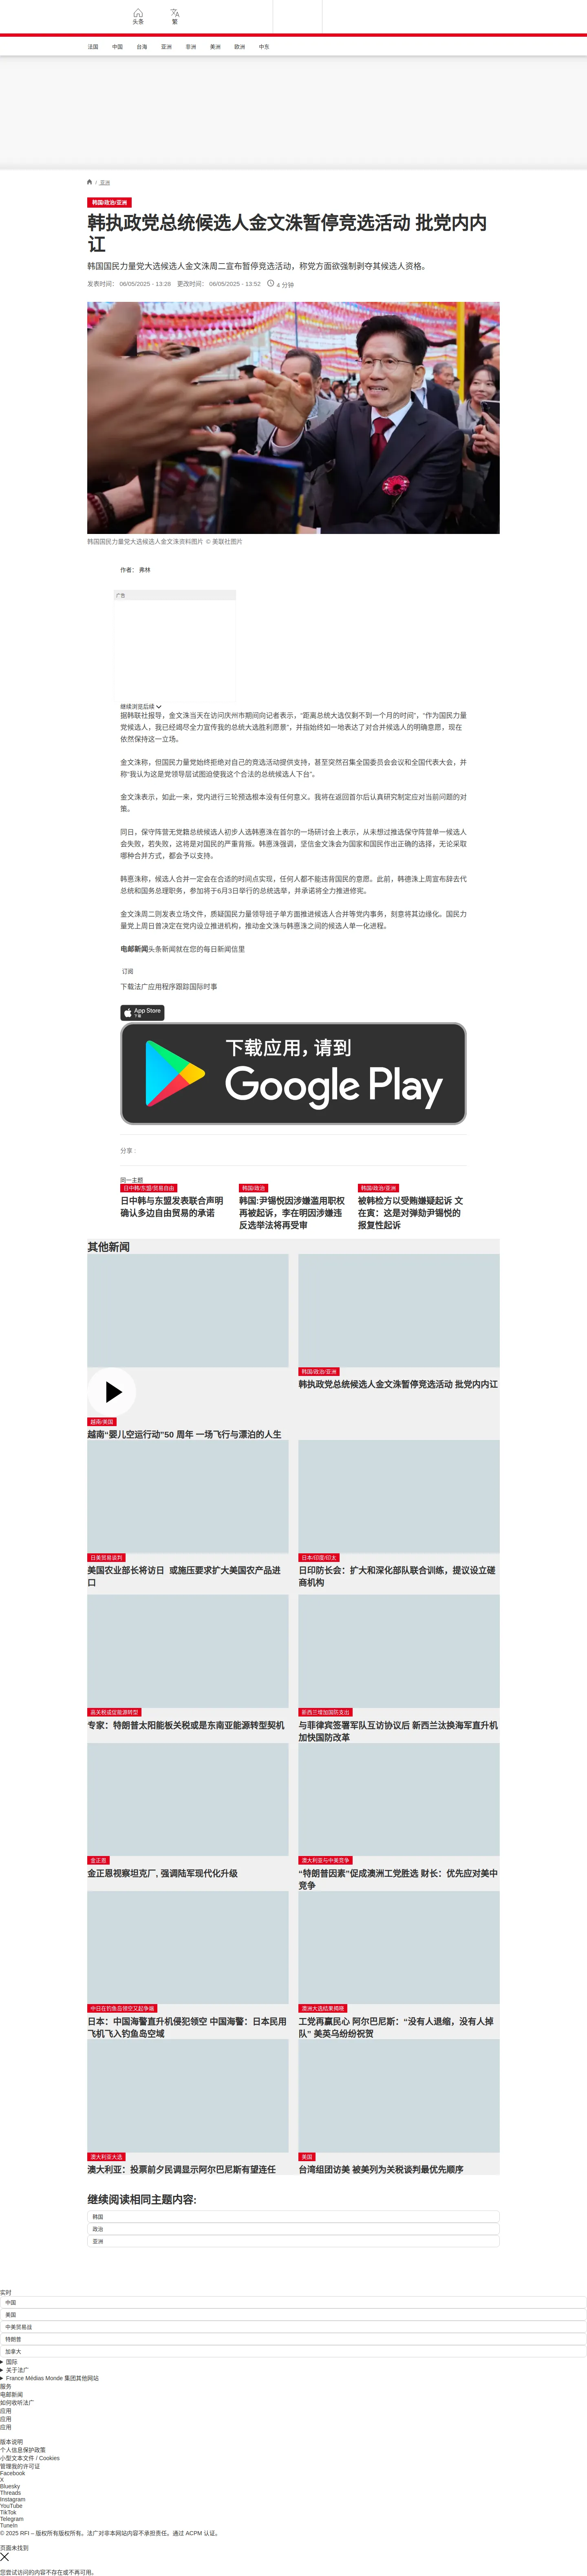 头条
繁
法国
中国
台海
亚洲
非洲
美洲
欧洲
中东
/ 亚洲
韩国/政治/亚洲
韩执政党总统候选人金文洙暂停竞选活动 批党内内
讧
韩国国民力量党大选候选人金文洙周二宣布暂停竞选活动，称党方面欲强制剥夺其候选人资格。
发表时间： 06/05/2025 - 13:28 更改时间： 06/05/2025 - 13:52 4 分钟
韩国国民力量党大选候选人金文洙资料图片 © 美联社图片
作者： 弗林
广告
继续浏览后续
据韩联社报导，金文洙当天在访问庆州市期间向记者表示，“距离总统大选仅剩不到一个月的时间”，“作为国民力量
党候选人，我已经竭尽全力宣传我的总统大选胜利愿景”，并指责终如一地表达了对合并候选人的明确意愿，现在
依然保持这一立场。
金文洙称，但国民力量党始终拒绝对自己的竞选活动提供支持，甚至突然召集全国委员会会议和全国代表大会，并
称“我认为这是党领导层试图迫使我这个合法的总统候选人下台”。
金文洙表示，如此一来，党内进行三轮预选根本没有任何意义。我将在返回首尔后认真研究制定应对当前问题的对
策。
同日，保守阵营无党籍总统候选人初步人选韩悳洙在首尔的一场研讨会上表示，从未想过推选保守阵营单一候选人
会失败，若失败，这将是对国民的严重背叛。韩悳洙强调，坚信金文洙会为国家和国民作出正确的选择，无论采取
哪种合并方式，都会予以支持。
韩悳洙称，候选人合并一定会在合适的时间点实现，任何人都不能违背国民的意愿。此前，韩德洙上周宣布辞去代
总统和国务总理职务，参加将于6月3日举行的总统选举，并承诺将全力推进修宪。
金文洙周二则发表立场文件，质疑国民力量领导班子单方面推进候选人合并等党内事务，刻意将其边缘化。国民力
量党上周日曾决定在党内设立推进机构，推动金文洙与韩悳洙之间的候选人单一化进程。
电邮新闻头条新闻就在您的每日新闻信里
订阅
下载法广应用程序跟踪国际时事
App Store
下载
下载应用，请到
Google Play
分享 :
同一主题
日中韩/东盟/贸易自由
日中韩与东盟发表联合声明
确认多边自由贸易的承诺
韩国/政治
韩国:尹锡悦因涉嫌滥用职权
再被起诉，李在明因涉嫌违
反选举法将再受审
韩国/政治/亚洲
被韩检方以受贿嫌疑起诉 文
在寅：这是对弹劾尹锡悦的
报复性起诉
其他新闻
越南/美国
越南“婴儿空运行动”50 周年 一场飞行与漂泊的人生
韩国/政治/亚洲
韩执政党总统候选人金文洙暂停竞选活动 批党内内讧
日美贸易谈判
美国农业部长将访日  或施压要求扩大美国农产品进
口
日本/印度/印太
日印防长会：扩大和深化部队联合训练，提议设立磋
商机构
高关税或促能源转型
专家：特朗普太阳能板关税或是东南亚能源转型契机
新西兰增加国防支出
与菲律宾签署军队互访协议后 新西兰汰换海军直升机
加快国防改革
金正恩
金正恩视察坦克厂, 强调陆军现代化升级
澳大利亚与中美竞争
“特朗普因素”促成澳洲工党胜选 财长：优先应对美中
竞争
中日在钓鱼岛领空又起争端
日本：中国海警直升机侵犯领空 中国海警：日本民用
飞机飞入钓鱼岛空域
澳洲大选结果揭晓
工党再赢民心 阿尔巴尼斯：“没有人退缩，没有人掉
队” 美英乌纷纷祝贺
澳大利亚大选
澳大利亚：投票前夕民调显示阿尔巴尼斯有望连任
美国
台湾组团访美 被美列为关税谈判最优先顺序
继续阅读相同主题内容:
韩国
政治
亚洲
实时
中国
美国
中美贸易战
特朗普
加拿大
国际
关于法广
France Médias Monde 集团其他网站
服务
电邮新闻
如何收听法广
应用
应用
应用
版本说明
个人信息保护政策
小型文本文件 / Cookies
管理我的许可证
Facebook
X
Bluesky
Threads
Instagram
YouTube
TikTok
Telegram
TuneIn
© 2025 RFI – 版权所有版权所有。法广对非本网站内容不承担责任。通过 ACPM 认证。
页面未找到
您尝试访问的内容不存在或不再可用。